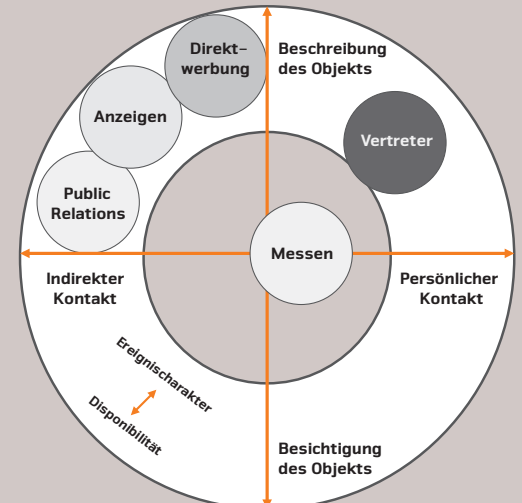 Direkt–
werbung
Beschreibung
des Objekts
Anzeigen
Vertreter
Public
Relations
Messen
Indirekter
Kontakt
Persönlicher
Kontakt
Ereignischarakter
Disponibilität
Besichtigung
des Objekts